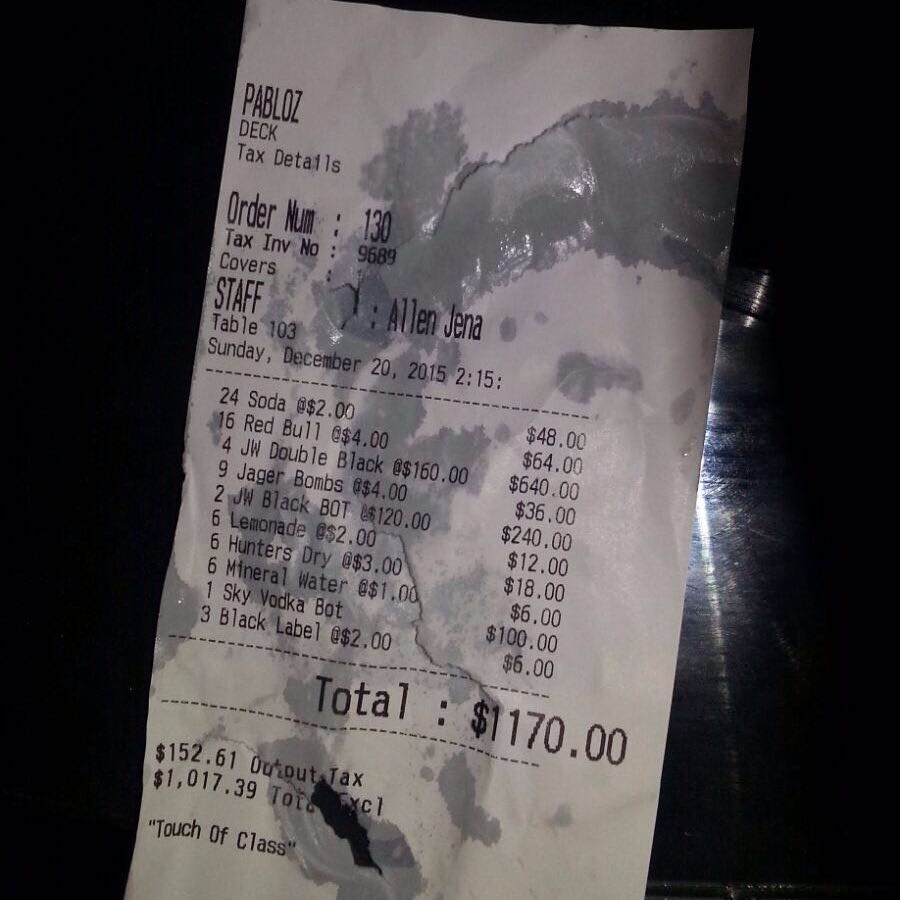 PABLOZ
DECK
Tax Details
Order Num : 130
Tax Inv No : 9689
Covers :
STAFF : Allen Jena
Table 103
Sunday, December 20, 2015 2:15:
24 Soda @$2.00 $48.00
16 Red Bull @$4.00 $64.00
4 JW Double Black @$160.00 $640.00
9 Jager Bombs @$4.00 $36.00
2 JW Black BOT @$120.00 $240.00
6 Lemonade @$2.00 $12.00
6 Hunters Dry @$3.00 $18.00
6 Mineral Water @$1.00 $6.00
1 Sky Vodka Bot $100.00
3 Black Label @$2.00 $6.00
Total : $1170.00
$152.61 Output Tax
$1,017.39 Total Excl
"Touch Of Class"